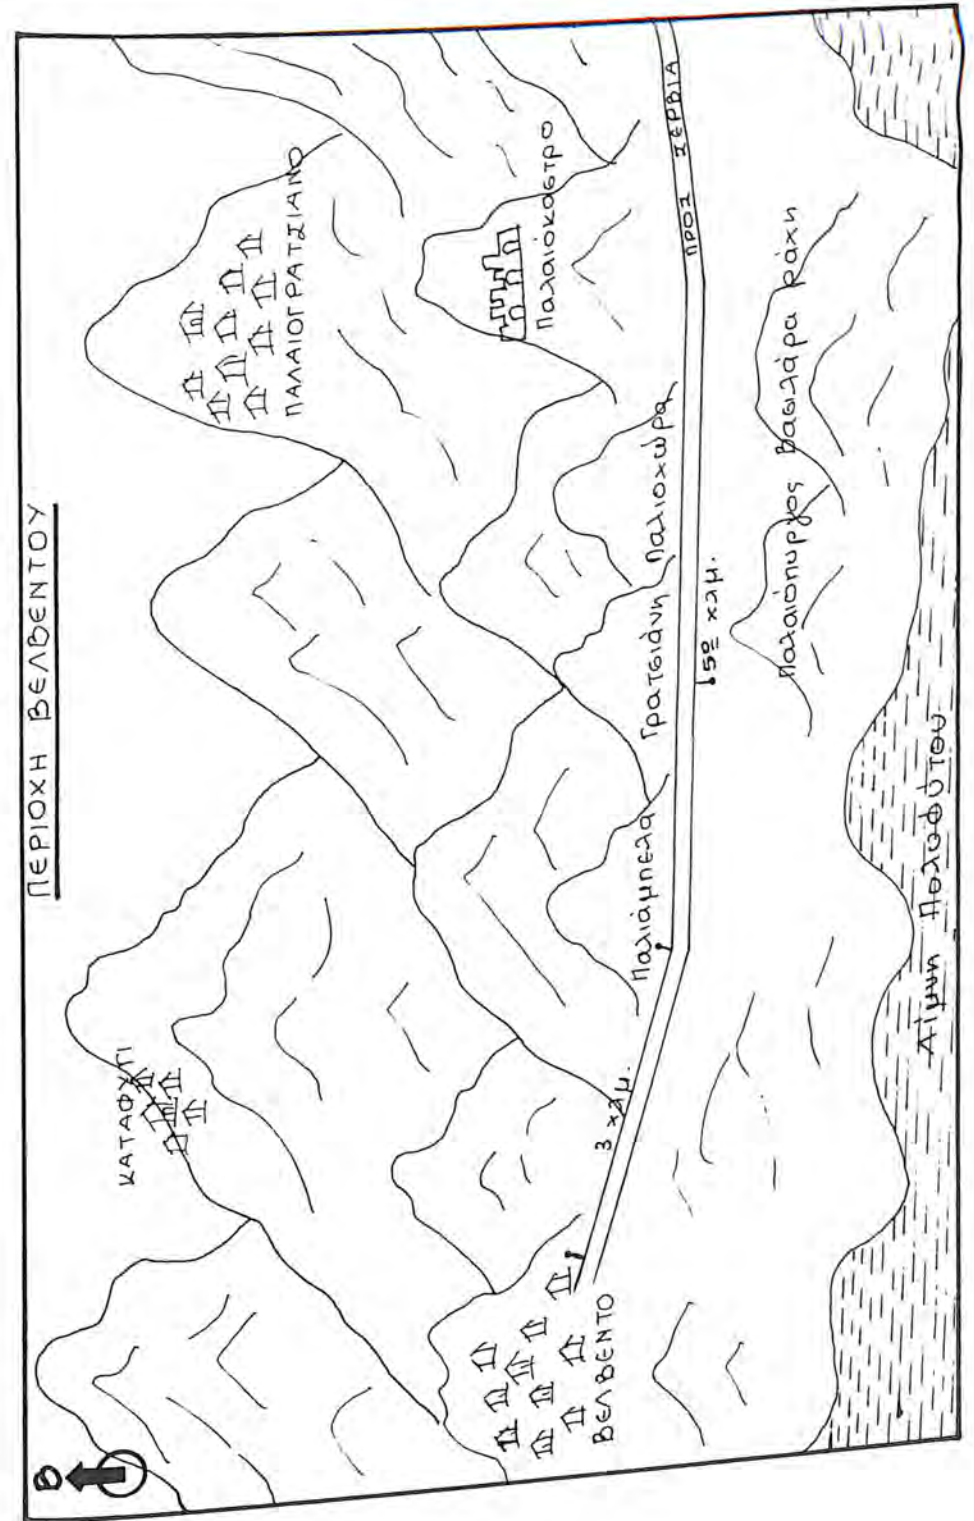 ΠΕΡΙΟΧΗ ΒΕΛΒΕΝΤΟΥ
Β
ΚΑΤΑΦΥΓΙ
ΠΑΛΑΙΟΓΡΑΤΣΙΑΝΟ
Παλαιόκαστρο
ΒΕΛΒΕΝΤΟ
3 χλμ.
Παλιάμπελα
Γρατσιάνη
Παλιοχώρα
ΠΡΟΣ ΣΕΡΒΙΑ
5ο χλμ.
Παλαιόπυργος
Βασιλάρα ράχη
Λίμνη Πολυφύτου